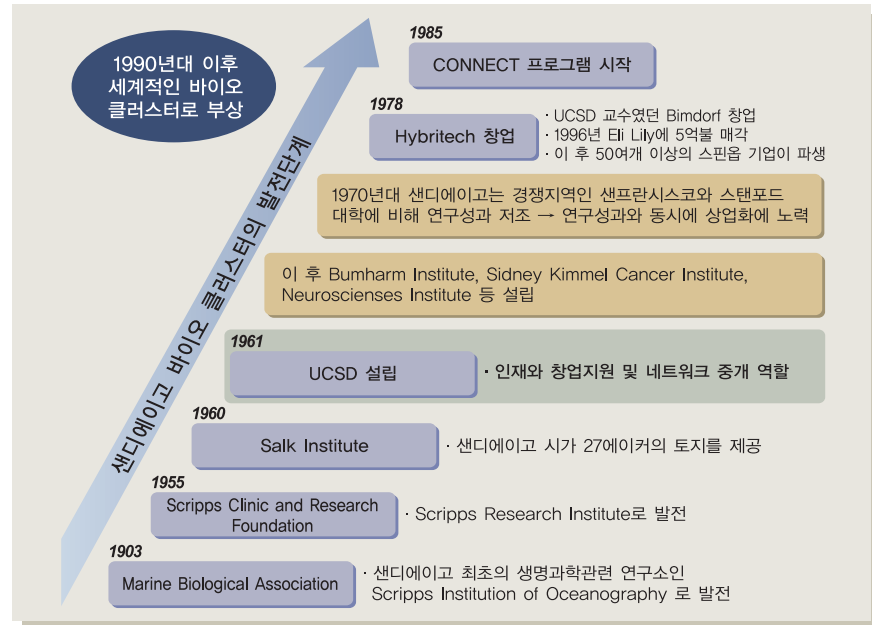 1990년대 이후
세계적인 바이오
클러스터로 부상
샌디에이고 바이오 클러스터의 발전단계
1985
CONNECT 프로그램 시작
1978
Hybritech 창업
· UCSD 교수였던 Bimdorf 창업
· 1996년 Eli Lily에 5억불 매각
· 이 후 50여개 이상의 스핀옵 기업이 파생
1970년대 샌디에이고는 경쟁지역인 샌프란시스코와 스탠포드
대학에 비해 연구성과 저조 → 연구성과와 동시에 상업화에 노력
이 후 Bumharm Institute, Sidney Kimmel Cancer Institute,
Neurosciensces Institute 등 설립
1961
UCSD 설립
· 인재와 창업지원 및 네트워크 중개 역할
1960
Salk Institute
· 샌디에이고 시가 27에이커의 토지를 제공
1955
Scripps Clinic and Research
Foundation
· Scripps Research Institute로 발전
1903
Marine Biological Association
· 샌디에이고 최초의 생명과학관련 연구소인
Scripps Institution of Oceanography 로 발전